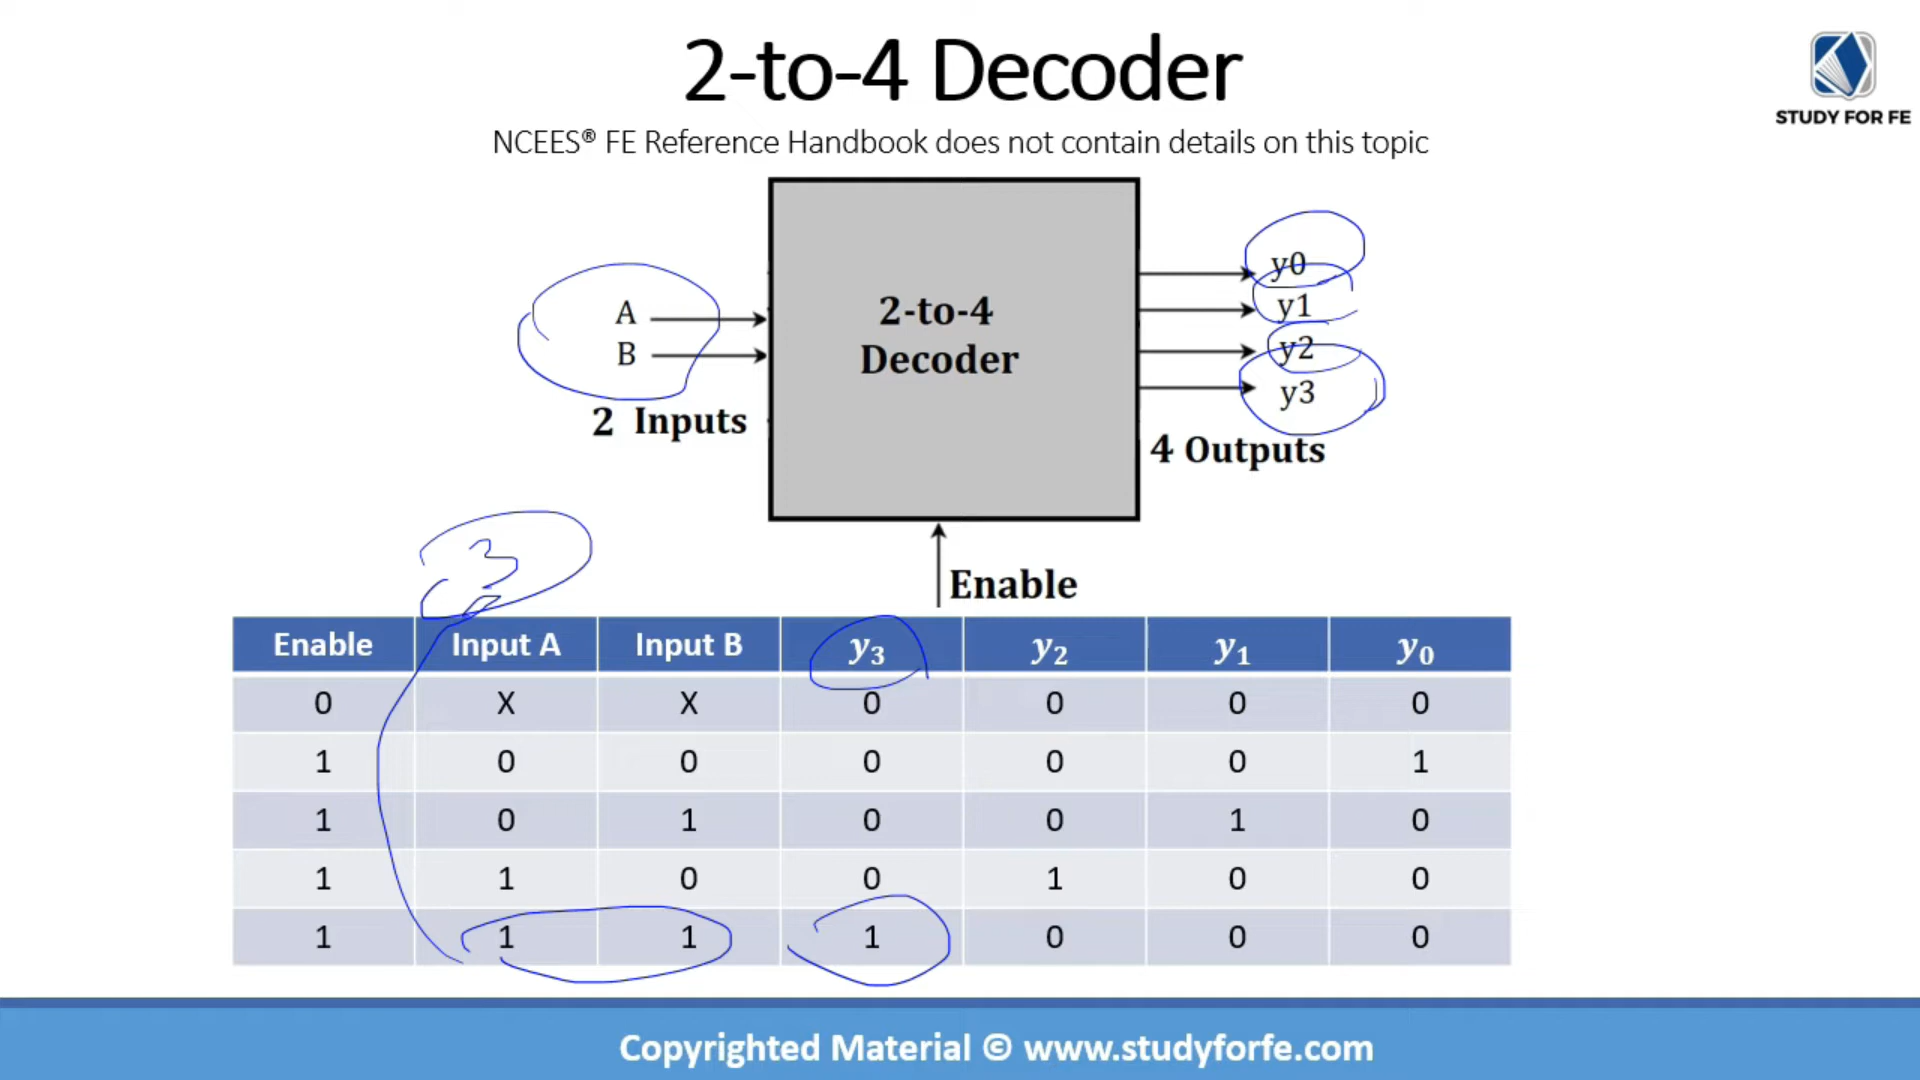 2-to-4 Decoder
STUDY FOR FE
NCEES® FE Reference Handbook does not contain details on this topic
A
B
2 Inputs
2-to-4
Decoder
y0
y1
y2
y3
4 Outputs
Enable
3
Enable Input A Input B y₃ y₂ y₁ y₀
0 X X 0 0 0 0
1 0 0 0 0 0 1
1 0 1 0 0 1 0
1 1 0 0 1 0 0
1 1 1 1 0 0 0
Copyrighted Material © www.studyforfe.com